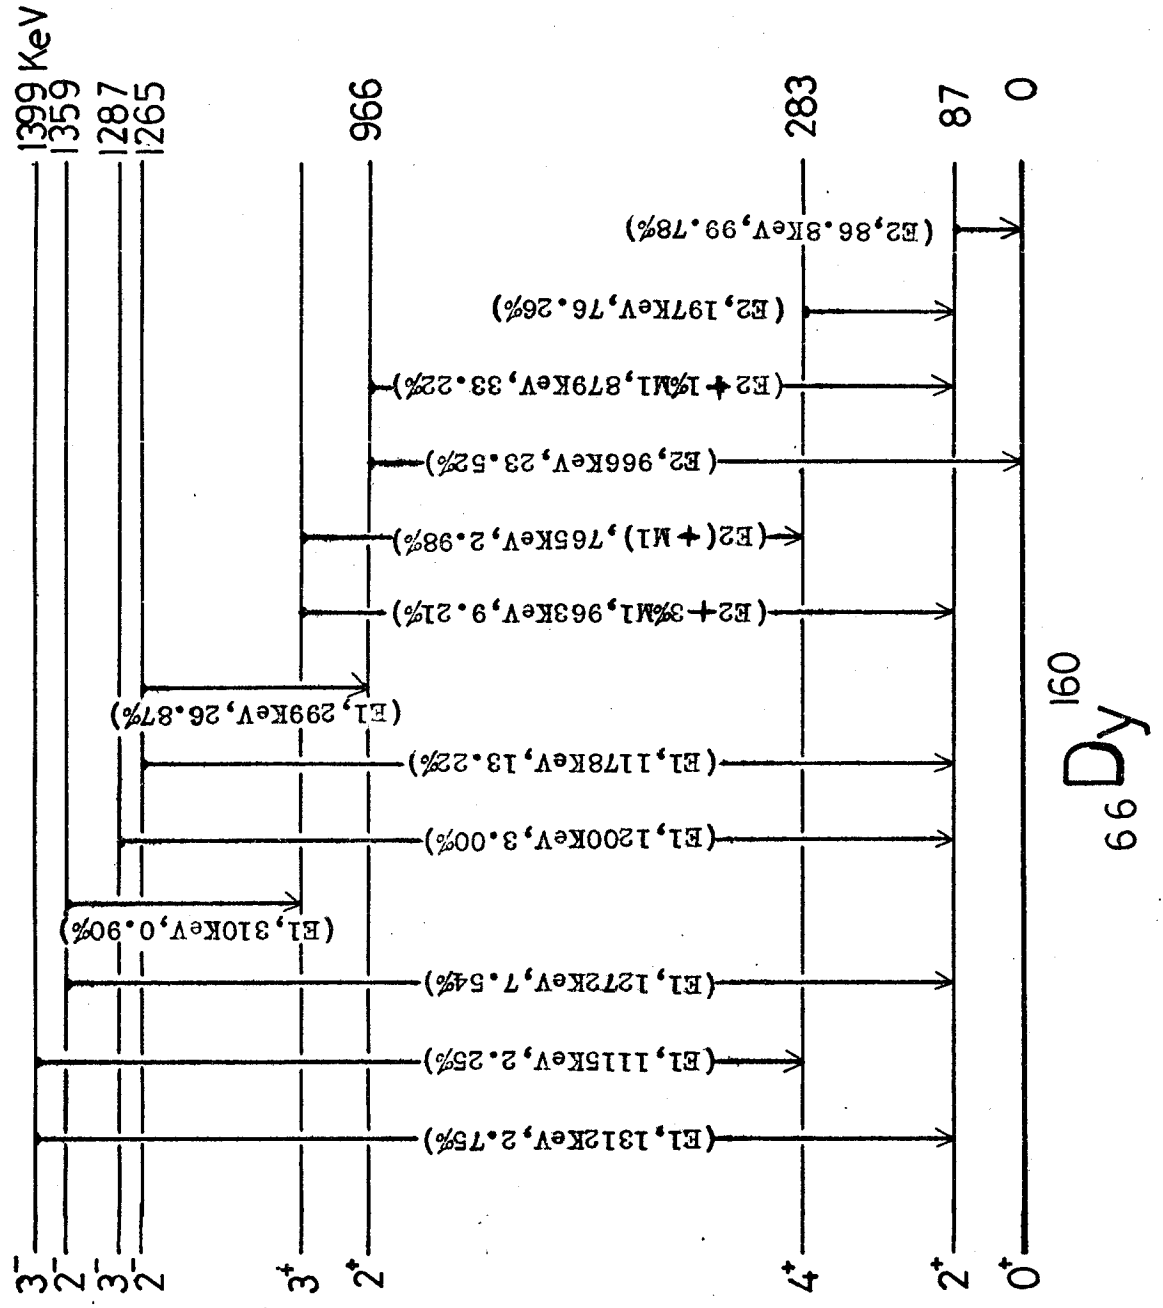 1399 KeV
1359
1287
1265
966
283
87
0
(E2,86.8KeV,99.78%)
(E2,197KeV,76.26%)
(E2+1%M1,879KeV,33.22%)
(E2,966KeV,23.52%)
(E2(+M1),765KeV,2.98%)
(E2+3%M1,963KeV,9.21%)
(E1,299KeV,26.87%)
(E1,1178KeV,13.22%)
(E1,1200KeV,3.00%)
(E1,310KeV,0.90%)
(E1,1272KeV,7.54%)
(E1,1115KeV,2.25%)
(E1,1312KeV,2.75%)
3⁻
2⁻
3⁻
2⁻
3⁺
2⁺
4⁺
2⁺
0⁺
66 Dy 160